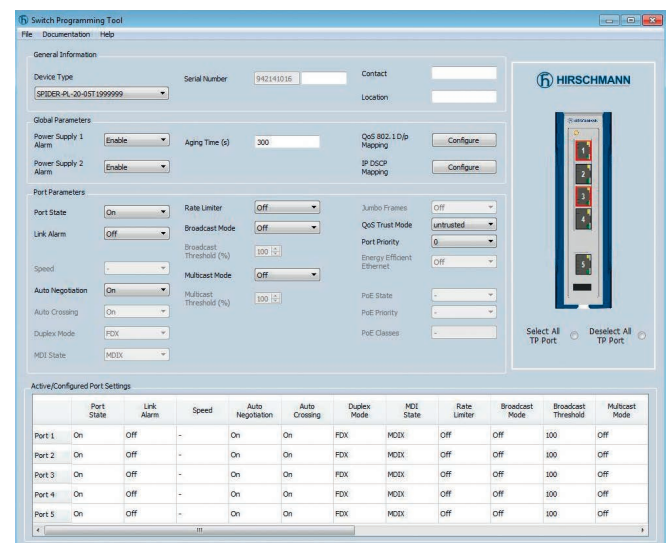 Switch Programming Tool
File Documentation Help
General Information
Device Type
SPIDER-PL-20-05T1999999
Serial Number 942141016
Contact
Location
Global Parameters
Power Supply 1 Alarm Enable
Power Supply 2 Alarm Enable
Aging Time (s) 300
QoS 802.1D/p Mapping Configure
IP DSCP Mapping Configure
Port Parameters
Port State On
Link Alarm Off
Speed -
Auto Negotiation On
Auto Crossing On
Duplex Mode FDX
MDI State MDIX
Rate Limiter Off
Broadcast Mode Off
Broadcast Threshold (%) 100
Multicast Mode Off
Multicast Threshold (%) 100
Jumbo Frames Off
QoS Trust Mode untrusted
Port Priority 0
Energy Efficient Ethernet Off
PoE State -
PoE Priority -
PoE Classes -
HIRSCHMANN
HIRSCHMANN
1
2
3
4
5
Select All TP Port
Deselect All TP Port
Active/Configured Port Settings
Port State Link Alarm Speed Auto Negotiation Auto Crossing Duplex Mode MDI State Rate Limiter Broadcast Mode Broadcast Threshold Multicast Mode
Port 1 On Off - On On FDX MDIX Off Off 100 Off
Port 2 On Off - On On FDX MDIX Off Off 100 Off
Port 3 On Off - On On FDX MDIX Off Off 100 Off
Port 4 On Off - On On FDX MDIX Off Off 100 Off
Port 5 On Off - On On FDX MDIX Off Off 100 Off